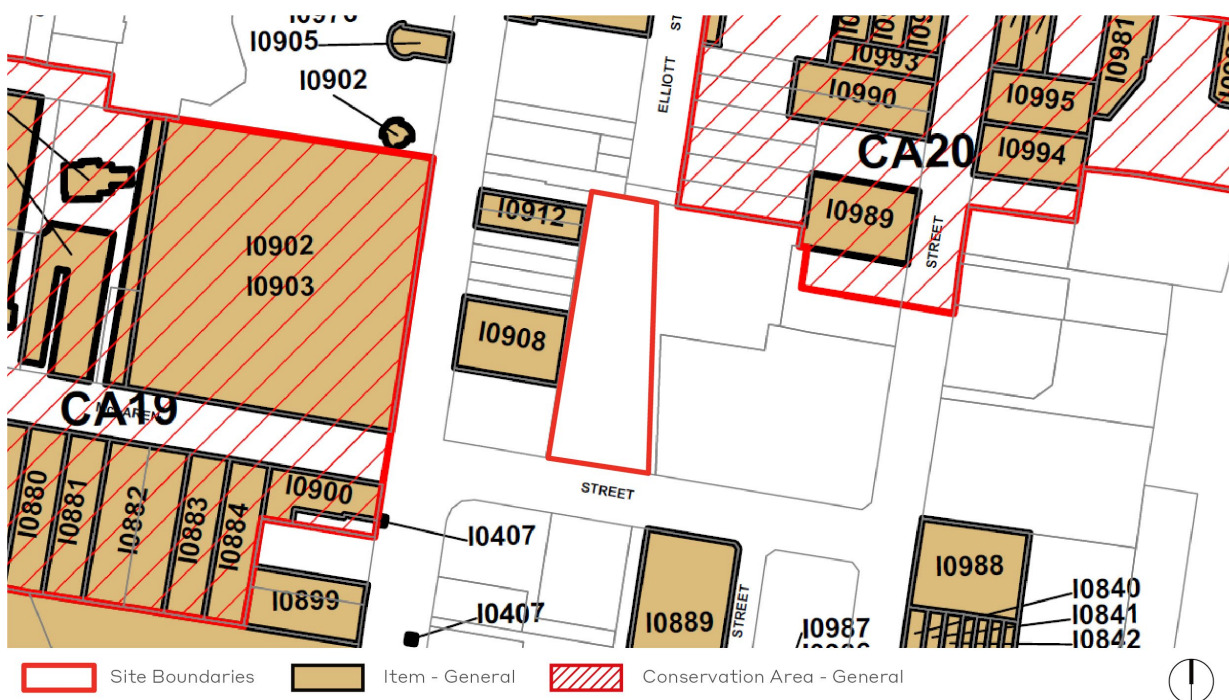 I0905
I0902
ELLIOTT
I0993
I0990
I0981
I0995
I0994
CA20
I0989
STREET
I0912
I0902
I0903
I0908
CA19
I0880
I0881
I0882
I0883
I0884
I0900
STREET
I0407
I0407
I0899
I0889
STREET
I0987
I0988
I0840
I0841
I0842
Site Boundaries
Item - General
Conservation Area - General